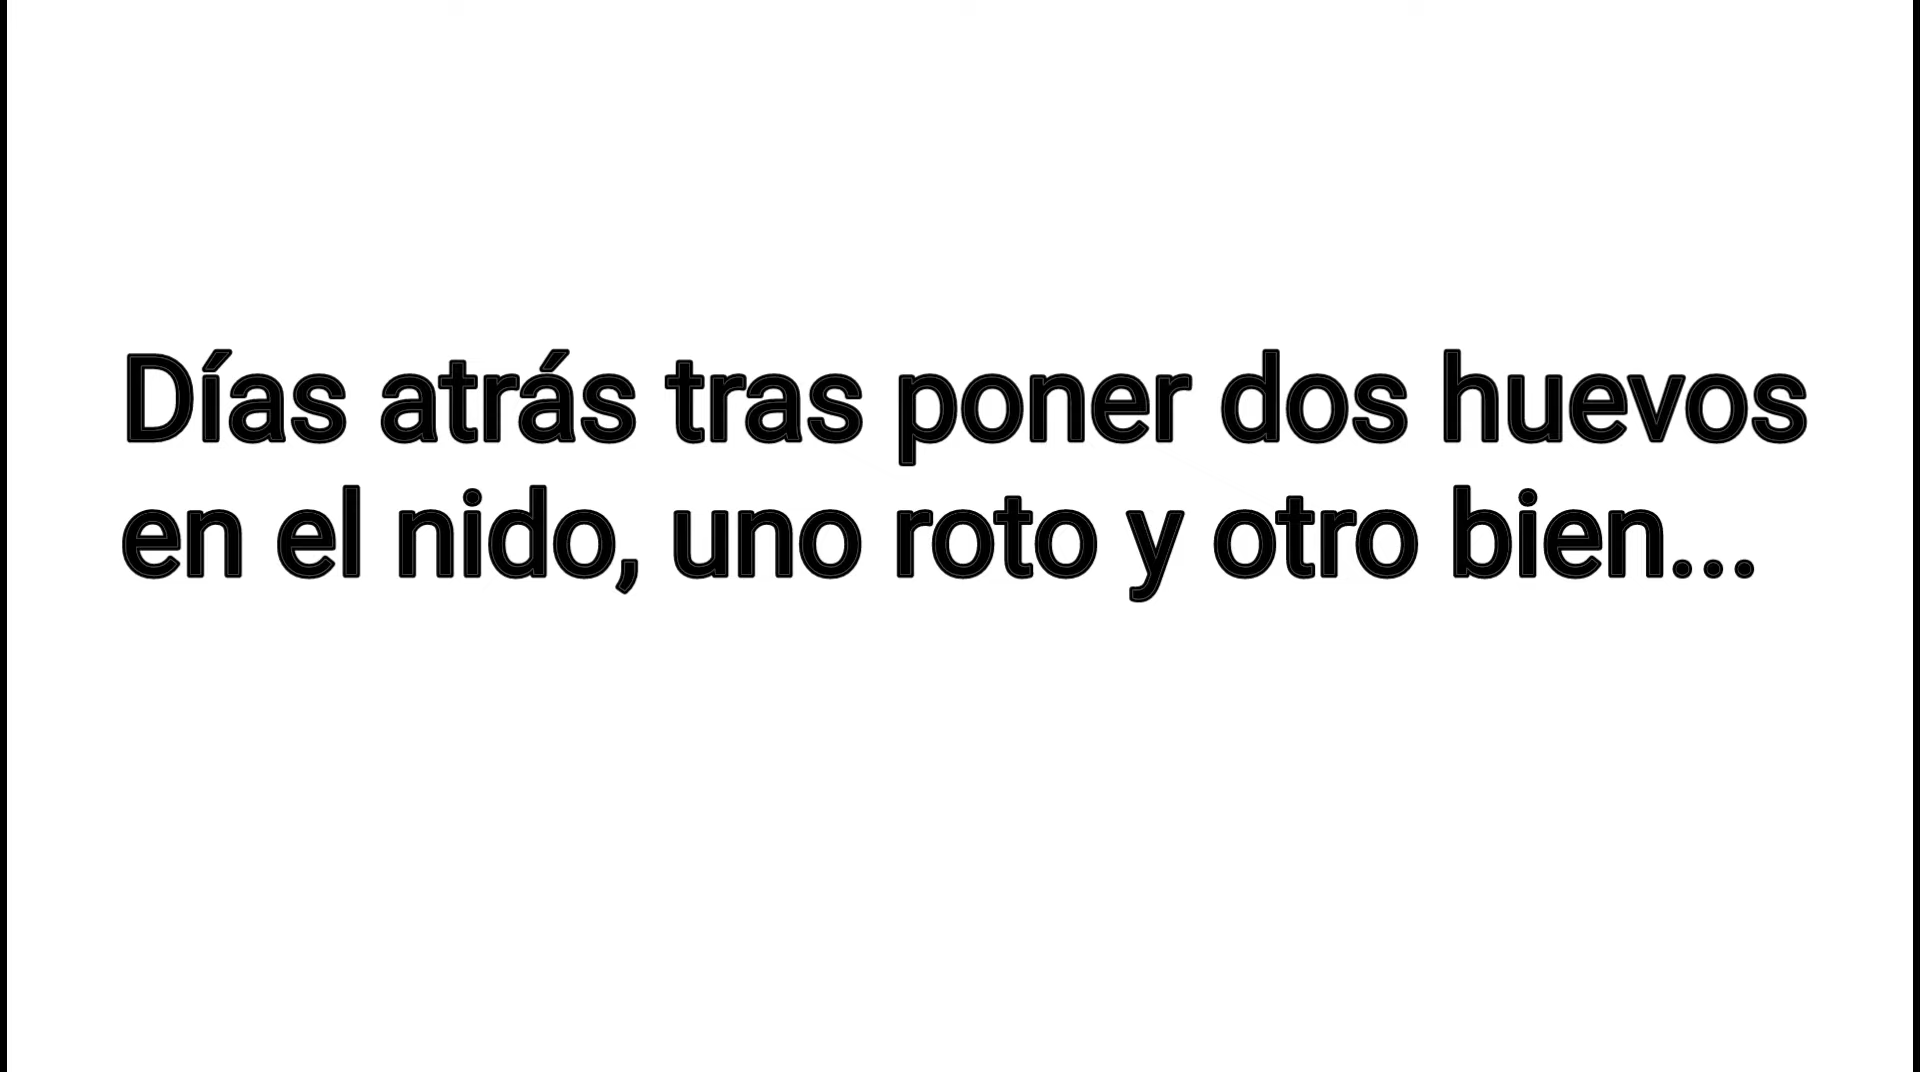 Días atrás tras poner dos huevos
en el nido, uno roto y otro bien...